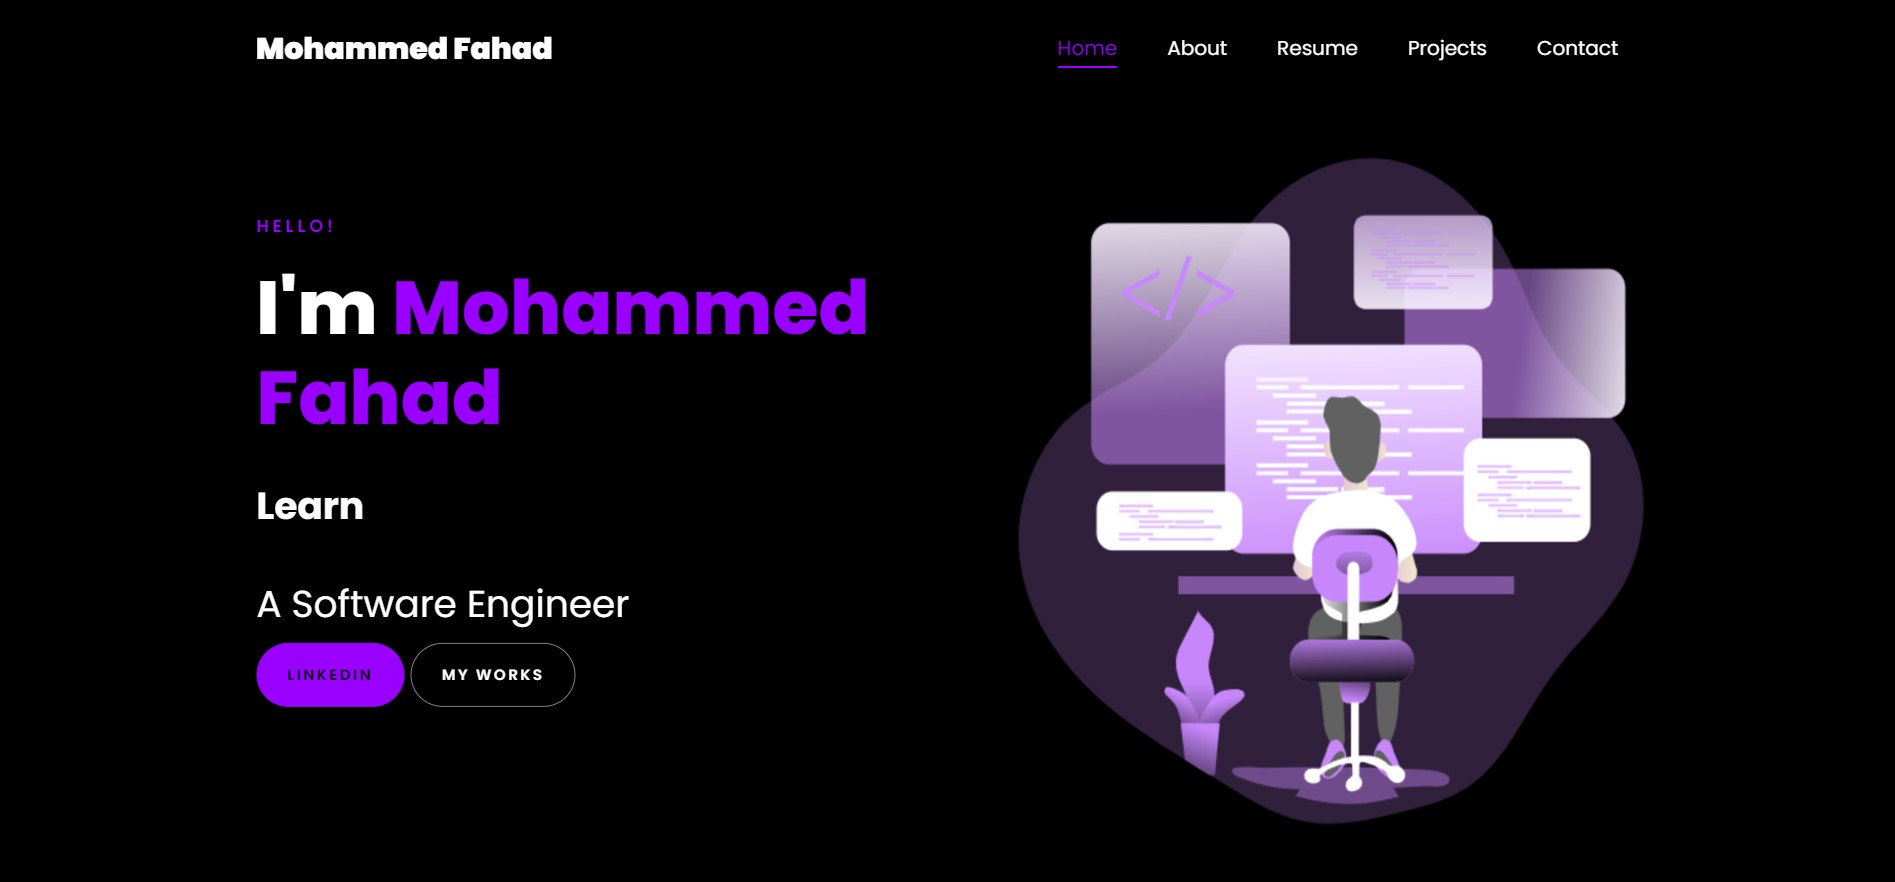 Mohammed Fahad
Home About Resume Projects Contact
HELLO!
I'm Mohammed
Fahad
Learn
A Software Engineer
LINKEDIN MY WORKS
</>